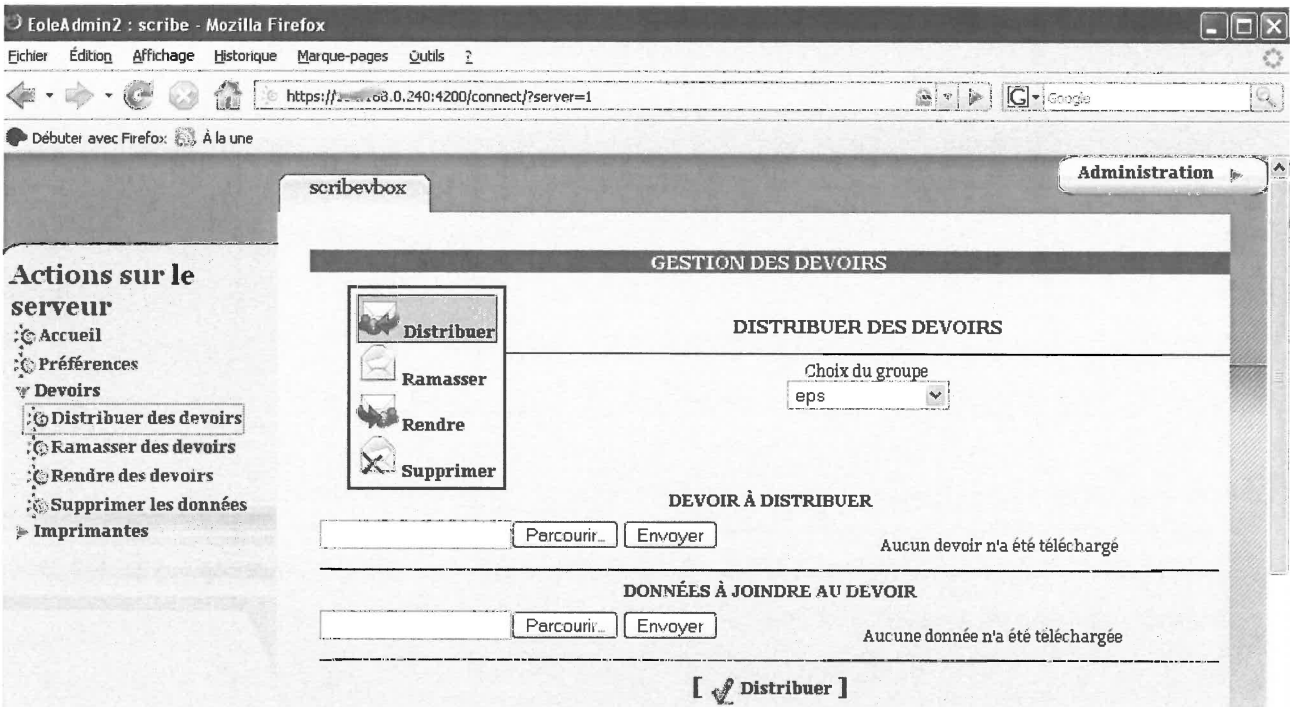 EoleAdmin2 : scribe - Mozilla Firefox
Fichier Édition Affichage Historique Marque-pages Outils ?
.68.0.240:4200/connect/?server=1
Google
Débuter avec Firefox À la une
Administration
scribevbox
GESTION DES DEVOIRS
Actions sur le
serveur
Accueil
Préférences
Devoirs
Distribuer des devoirs
Ramasser des devoirs
Rendre des devoirs
Supprimer les données
Imprimantes
Distribuer
Ramasser
Rendre
Supprimer
DISTRIBUER DES DEVOIRS
Choix du groupe
eps
DEVOIR À DISTRIBUER
Parcourir... Envoyer
Aucun devoir n'a été téléchargé
DONNÉES À JOINDRE AU DEVOIR
Parcourir... Envoyer
Aucune donnée n'a été téléchargée
[ Distribuer ]